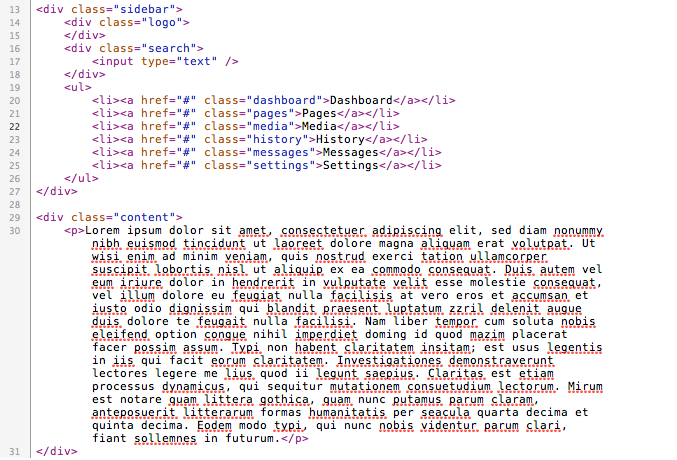 13 <div class="sidebar">
14 <div class="logo">
15 </div>
16 <div class="search">
17 <input type="text" />
18 </div>
19 <ul>
20 <li><a href="#" class="dashboard">Dashboard</a></li>
21 <li><a href="#" class="pages">Pages</a></li>
22 <li><a href="#" class="media">Media</a></li>
23 <li><a href="#" class="history">History</a></li>
24 <li><a href="#" class="messages">Messages</a></li>
25 <li><a href="#" class="settings">Settings</a></li>
26 </ul>
27 </div>
28
29 <div class="content">
30 <p>Lorem ipsum dolor sit amet, consectetuer adipiscing elit, sed diam nonummy
nibh euismod tincidunt ut laoreet dolore magna aliquam erat volutpat. Ut
wisi enim ad minim veniam, quis nostrud exerci tation ullamcorper
suscipit lobortis nisl ut aliquip ex ea commodo consequat. Duis autem vel
eum iriure dolor in hendrerit in vulputate velit esse molestie consequat,
vel illum dolore eu feugiat nulla facilisis at vero eros et accumsan et
iusto odio dignissim qui blandit praesent luptatum zzril delenit augue
duis dolore te feugait nulla facilisi. Nam liber tempor cum soluta nobis
eleifend option congue nihil imperdiet doming id quod mazim placerat
facer possim assum. Typi non habent claritatem insitam; est usus legentis
in iis qui facit eorum claritatem. Investigationes demonstraverunt
lectores legere me lius quod ii legunt saepius. Claritas est etiam
processus dynamicus, qui sequitur mutationem consuetudium lectorum. Mirum
est notare quam littera gothica, quam nunc putamus parum claram,
anteposuerit litterarum formas humanitatis per seacula quarta decima et
quinta decima. Eodem modo typi, qui nunc nobis videntur parum clari,
fiant sollemnes in futurum.</p>
31 </div>